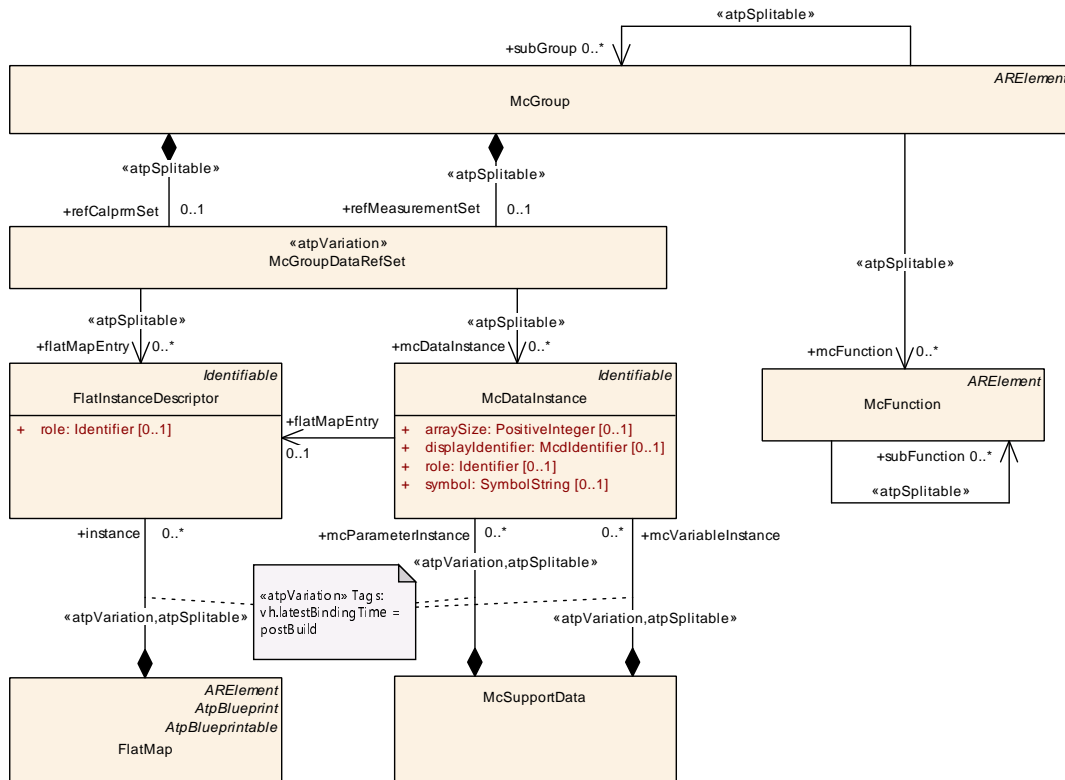 «atpSplitable»
+subGroup 0..*
ARElement
McGroup
«atpSplitable»
«atpSplitable»
+refCalprmSet 0..1
+refMeasurementSet 0..1
«atpVariation»
McGroupDataRefSet
«atpSplitable»
«atpSplitable»
«atpSplitable»
+flatMapEntry 0..*
+mcDataInstance 0..*
+mcFunction 0..*
Identifiable
FlatInstanceDescriptor
+ role: Identifier [0..1]
Identifiable
McDataInstance
+ arraySize: PositiveInteger [0..1]
+ displayIdentifier: McdIdentifier [0..1]
+ role: Identifier [0..1]
+ symbol: SymbolString [0..1]
+flatMapEntry
0..1
ARElement
McFunction
+subFunction 0..*
«atpSplitable»
+instance 0..*
+mcParameterInstance 0..*
0..* +mcVariableInstance
«atpVariation,atpSplitable»
«atpVariation» Tags:
vh.latestBindingTime =
postBuild
«atpVariation,atpSplitable»
«atpVariation,atpSplitable»
ARElement
AtpBlueprint
AtpBlueprintable
FlatMap
McSupportData